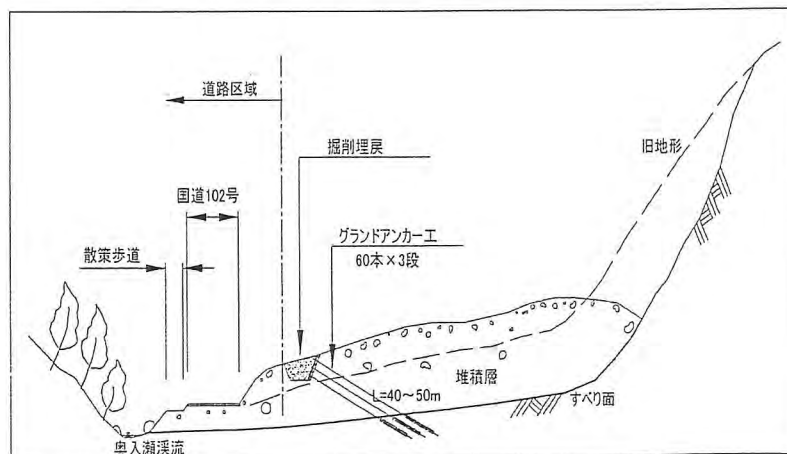 道路区域
掘削埋戻
旧地形
国道102号
グランドアンカー工
60本×3段
散策歩道
堆積層
L=40～50m
すべり面
奥入瀬渓流